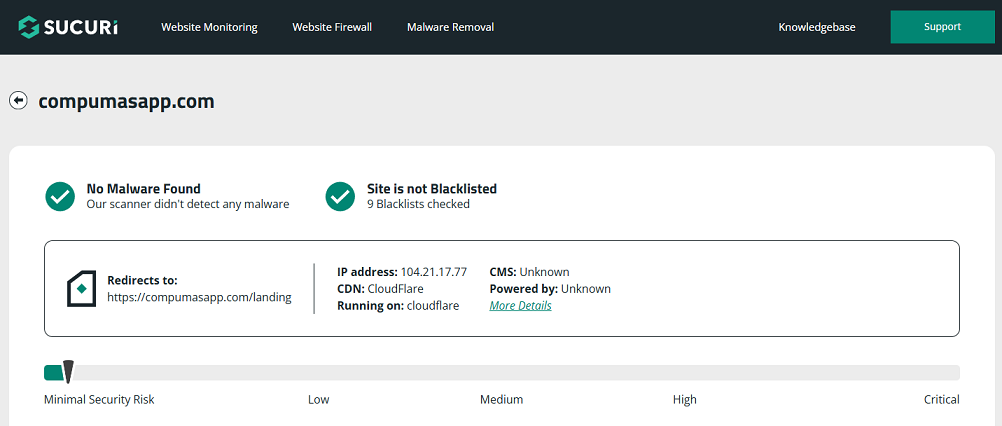 SUCURI Website Monitoring Website Firewall Malware Removal Knowledgebase Support
compumasapp.com
No Malware Found
Our scanner didn't detect any malware
Site is not Blacklisted
9 Blacklists checked
Redirects to:
https://compumasapp.com/landing
IP address: 104.21.17.77
CDN: CloudFlare
Running on: cloudflare
CMS: Unknown
Powered by: Unknown
More Details
Minimal Security Risk Low Medium High Critical